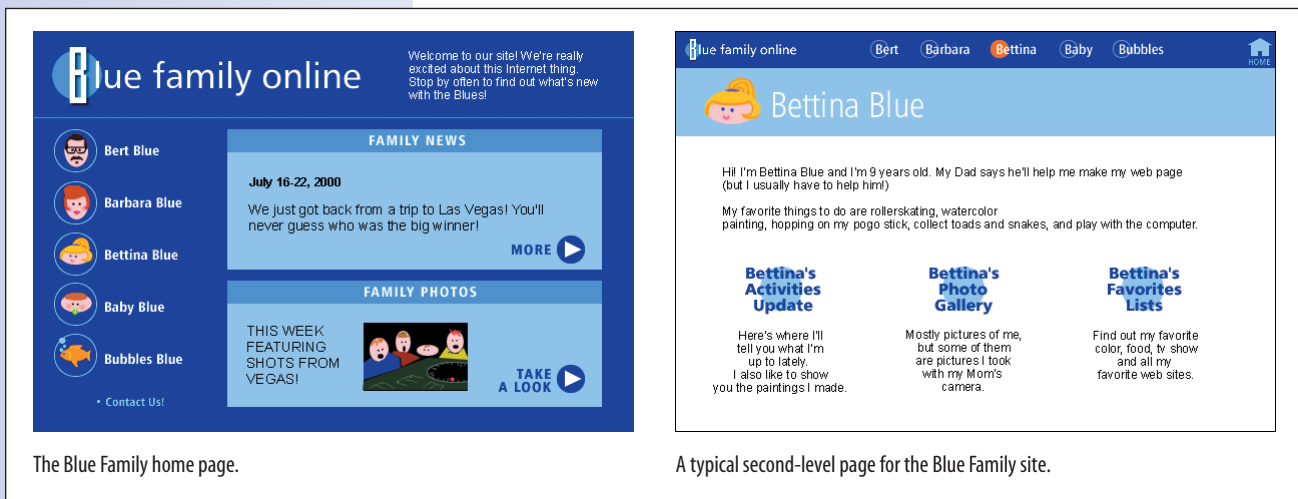 Blue family online
Welcome to our site! We're really
excited about this Internet thing.
Stop by often to find out what's new
with the Blues!
Bert Blue
Barbara Blue
Bettina Blue
Baby Blue
Bubbles Blue
• Contact Us!
FAMILY NEWS
July 16-22, 2000
We just got back from a trip to Las Vegas! You'll
never guess who was the big winner!
MORE
FAMILY PHOTOS
THIS WEEK
FEATURING
SHOTS FROM
VEGAS!
TAKE
A LOOK
The Blue Family home page.
Blue family online
Bert Barbara Bettina Baby Bubbles
HOME
Bettina Blue
Hi! I'm Bettina Blue and I'm 9 years old. My Dad says he'll help me make my web page
(but I usually have to help him!)
My favorite things to do are rollerskating, watercolor
painting, hopping on my pogo stick, collect toads and snakes, and play with the computer.
Bettina's
Activities
Update
Here's where I'll
tell you what I'm
up to lately.
I also like to show
you the paintings I made.
Bettina's
Photo
Gallery
Mostly pictures of me,
but some of them
are pictures I took
with my Mom's
camera.
Bettina's
Favorites
Lists
Find out my favorite
color, food, tv show
and all my
favorite web sites.
A typical second-level page for the Blue Family site.